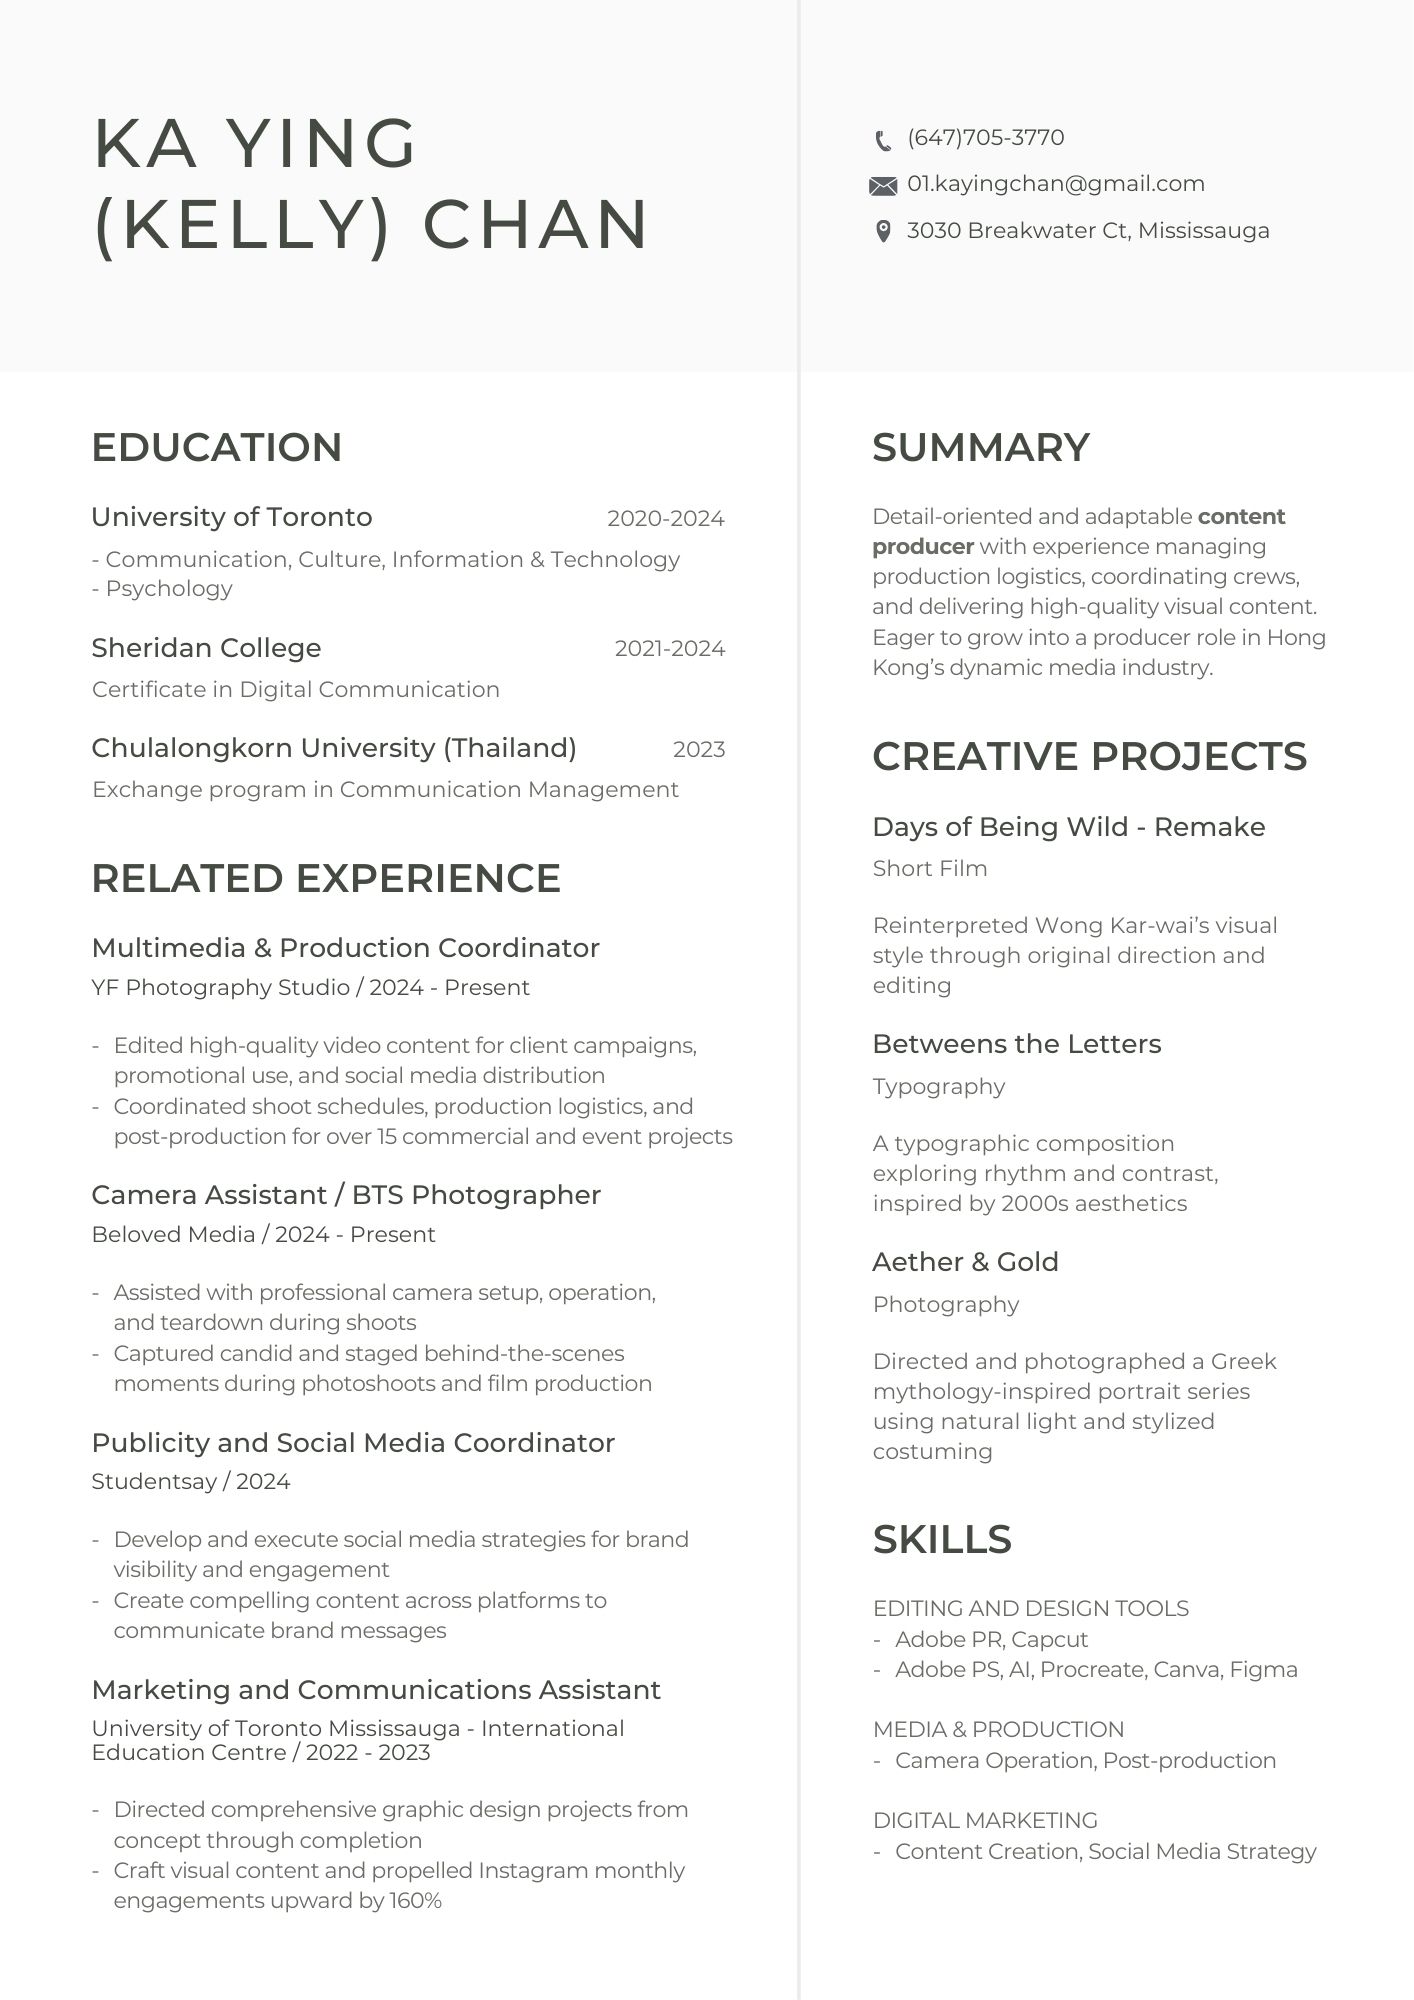 KA YING
(KELLY) CHAN
(647)705-3770
01.kayingchan@gmail.com
3030 Breakwater Ct, Mississauga
EDUCATION
University of Toronto 2020-2024
- Communication, Culture, Information & Technology
- Psychology
Sheridan College 2021-2024
Certificate in Digital Communication
Chulalongkorn University (Thailand) 2023
Exchange program in Communication Management
RELATED EXPERIENCE
Multimedia & Production Coordinator
YF Photography Studio / 2024 - Present
- Edited high-quality video content for client campaigns,
promotional use, and social media distribution
- Coordinated shoot schedules, production logistics, and
post-production for over 15 commercial and event projects
Camera Assistant / BTS Photographer
Beloved Media / 2024 - Present
- Assisted with professional camera setup, operation,
and teardown during shoots
- Captured candid and staged behind-the-scenes
moments during photoshoots and film production
Publicity and Social Media Coordinator
Studentsay / 2024
- Develop and execute social media strategies for brand
visibility and engagement
- Create compelling content across platforms to
communicate brand messages
Marketing and Communications Assistant
University of Toronto Mississauga - International
Education Centre / 2022 - 2023
- Directed comprehensive graphic design projects from
concept through completion
- Craft visual content and propelled Instagram monthly
engagements upward by 160%
SUMMARY
Detail-oriented and adaptable content
producer with experience managing
production logistics, coordinating crews,
and delivering high-quality visual content.
Eager to grow into a producer role in Hong
Kong’s dynamic media industry.
CREATIVE PROJECTS
Days of Being Wild - Remake
Short Film
Reinterpreted Wong Kar-wai’s visual
style through original direction and
editing
Betweens the Letters
Typography
A typographic composition
exploring rhythm and contrast,
inspired by 2000s aesthetics
Aether & Gold
Photography
Directed and photographed a Greek
mythology-inspired portrait series
using natural light and stylized
costuming
SKILLS
EDITING AND DESIGN TOOLS
- Adobe PR, Capcut
- Adobe PS, AI, Procreate, Canva, Figma
MEDIA & PRODUCTION
- Camera Operation, Post-production
DIGITAL MARKETING
- Content Creation, Social Media Strategy